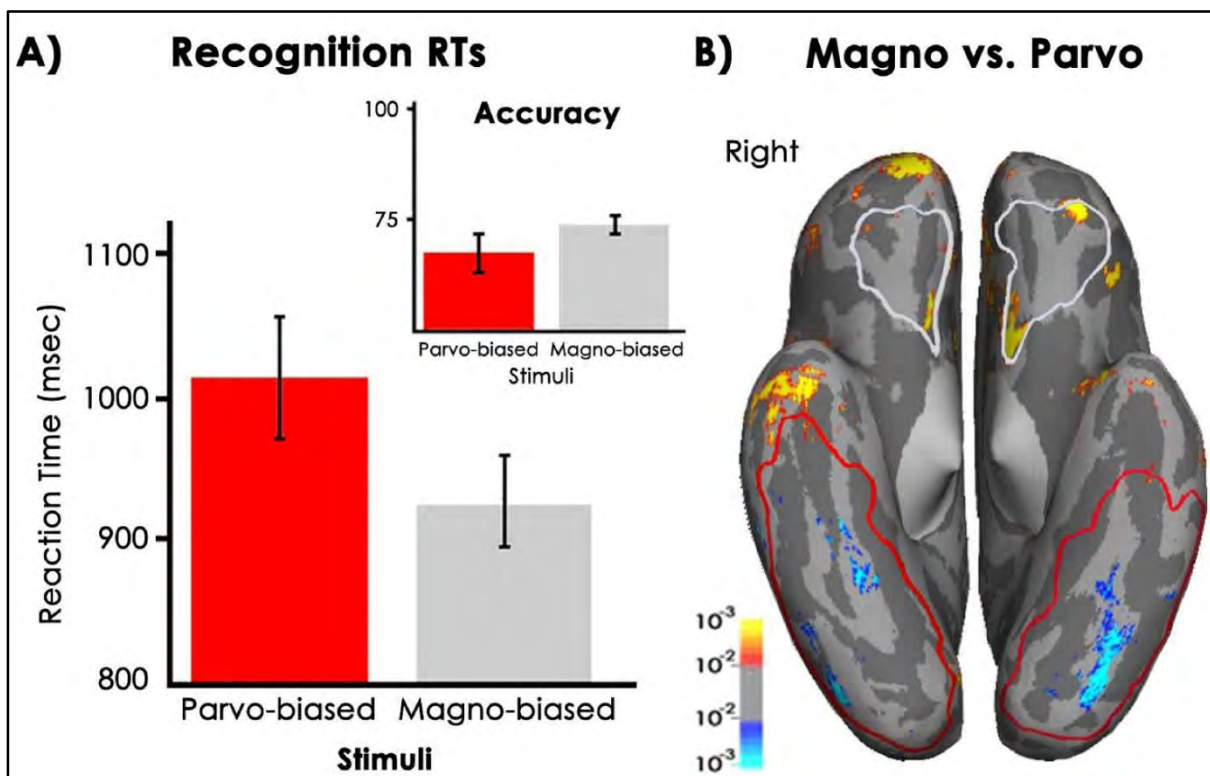 A) Recognition RTs
B) Magno vs. Parvo
Right
Accuracy
100
75
Parvo-biased Magno-biased
Stimuli
Reaction Time (msec)
1100
1000
900
800
Parvo-biased Magno-biased
Stimuli
10-3
10-2
10-2
10-3